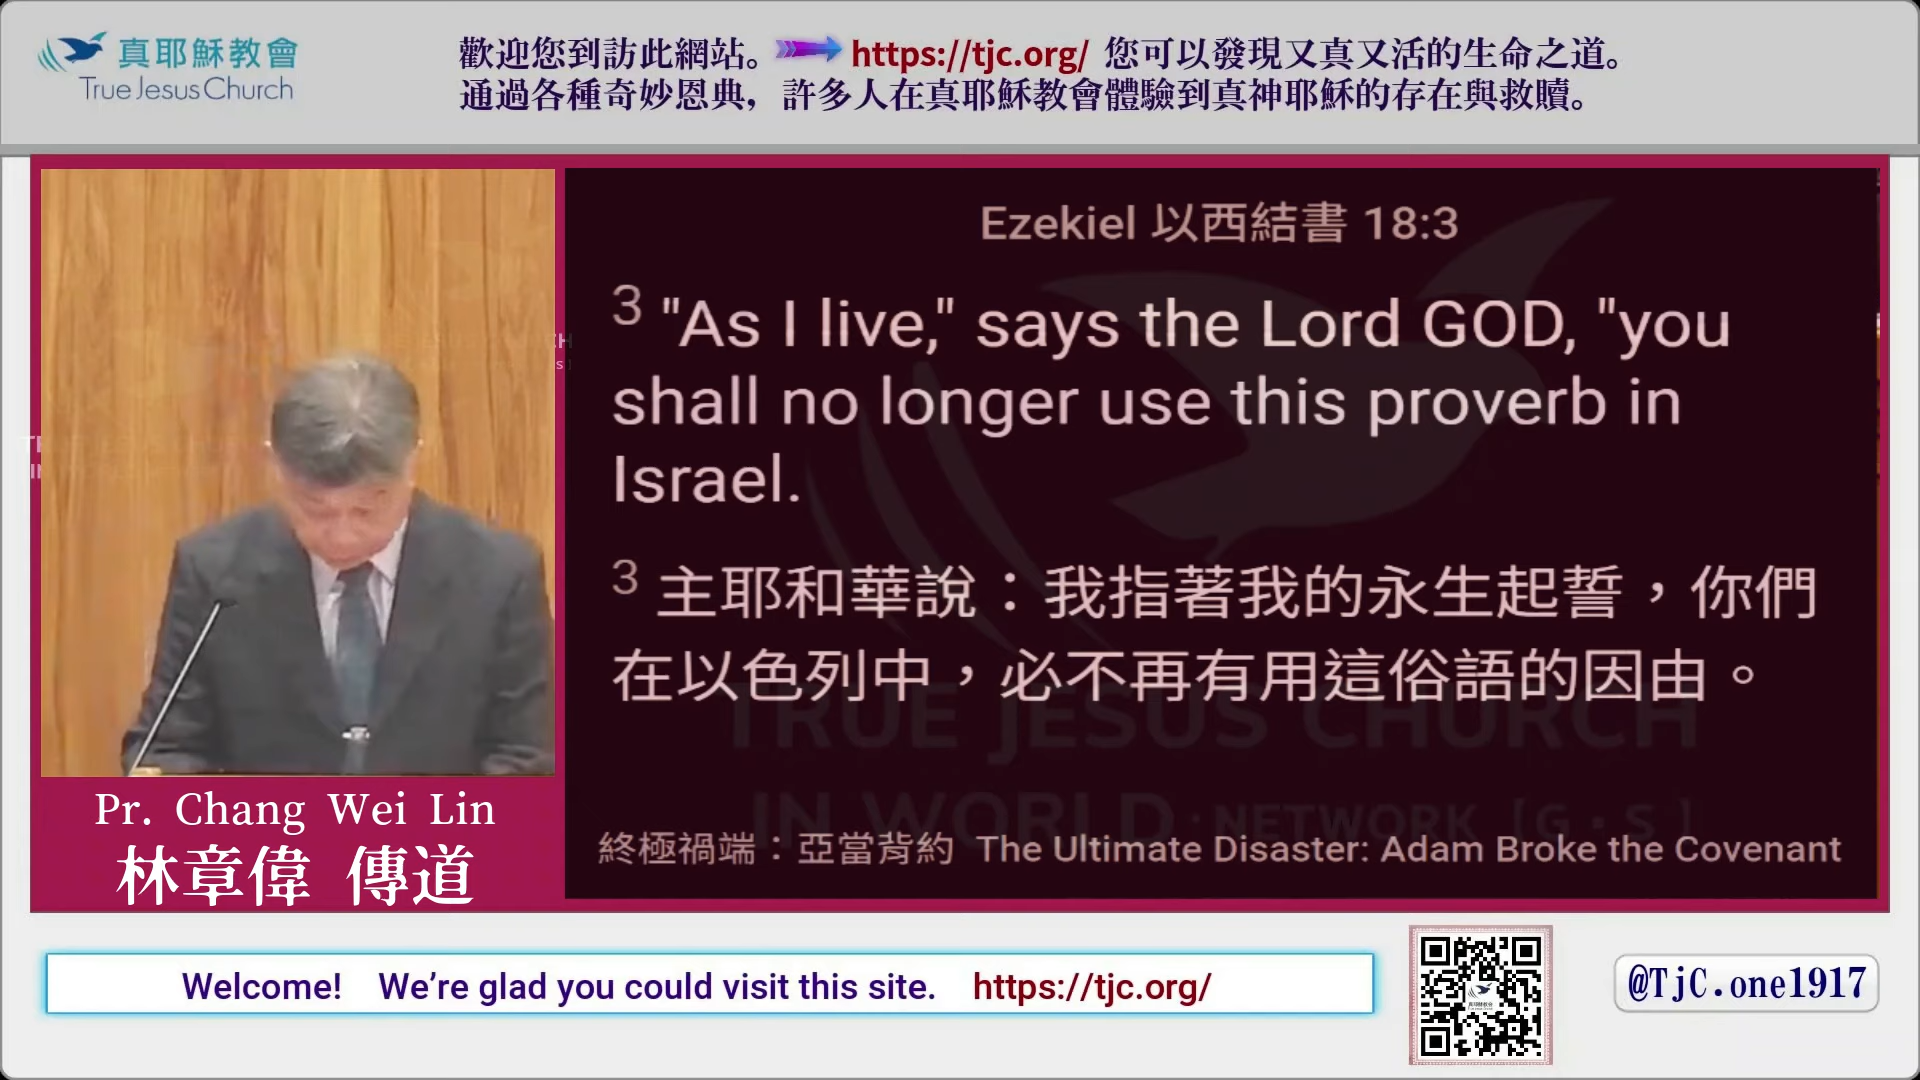 真耶穌教會
True Jesus Church
歡迎您到訪此網站。 https://tjc.org/ 您可以發現又真又活的生命之道。
通過各種奇妙恩典，許多人在真耶穌教會體驗到真神耶穌的存在與救贖。
Ezekiel 以西結書 18:3
3 "As I live," says the Lord GOD, "you
shall no longer use this proverb in
Israel.
3 主耶和華說：我指著我的永生起誓，你們
在以色列中，必不再有用這俗語的因由。
TRUE JESUS CHURCH
IN WORLD · NETWORK [ G · S ]
終極禍端：亞當背約 The Ultimate Disaster: Adam Broke the Covenant
Pr. Chang Wei Lin
林章偉 傳道
Welcome! We're glad you could visit this site. https://tjc.org/
@TjC.one1917